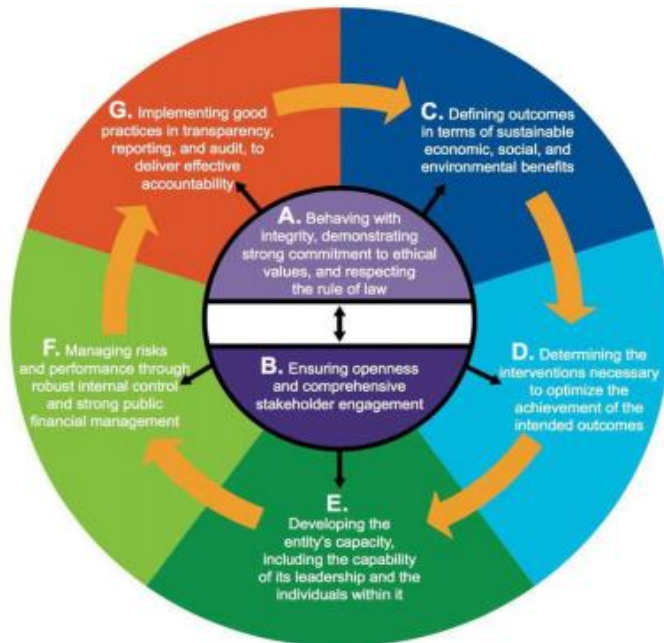 G. Implementing good
practices in transparency,
reporting, and audit, to
deliver effective
accountability
C. Defining outcomes
in terms of sustainable
economic, social, and
environmental benefits
A. Behaving with
integrity, demonstrating
strong commitment to ethical
values, and respecting
the rule of law
F. Managing risks
and performance through
robust internal control
and strong public
financial management
B. Ensuring openness
and comprehensive
stakeholder engagement
D. Determining the
interventions necessary
to optimize the
achievement of the
intended outcomes
E.
Developing the
entity's capacity,
including the capability
of its leadership and the
individuals within it